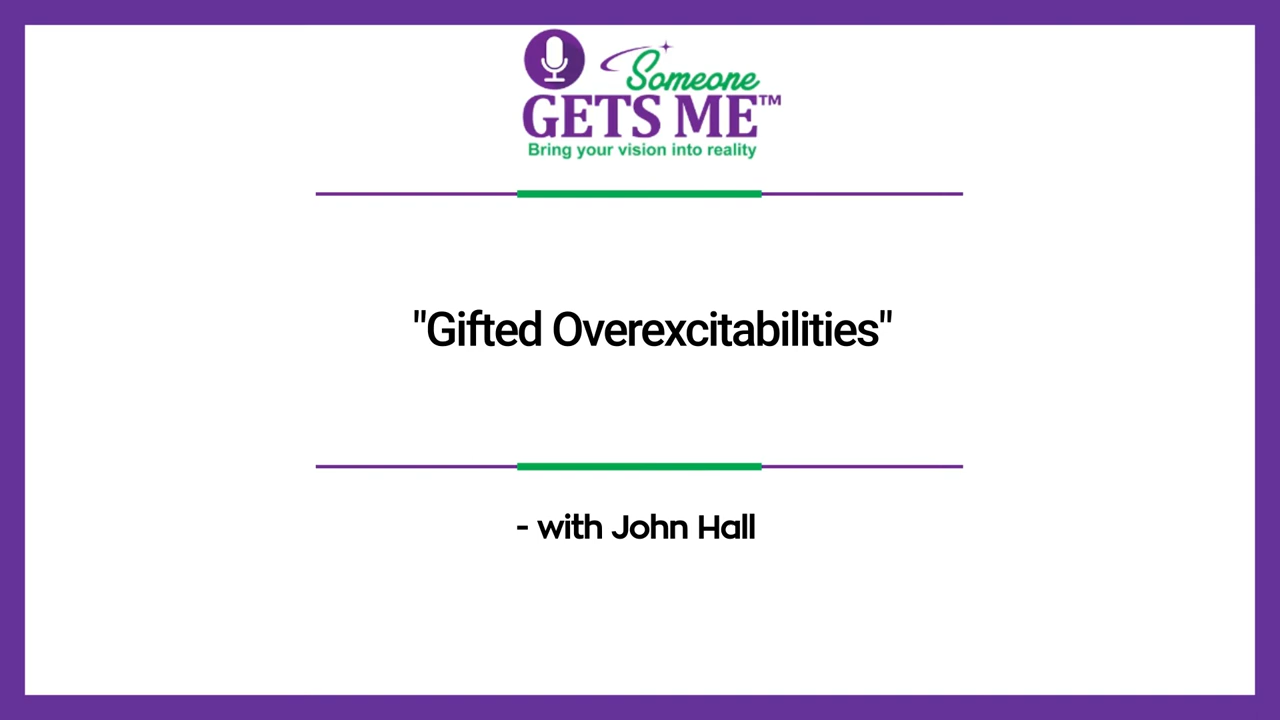 Someone
GETS ME™
Bring your vision into reality
"Gifted Overexcitabilities"
- with John Hall